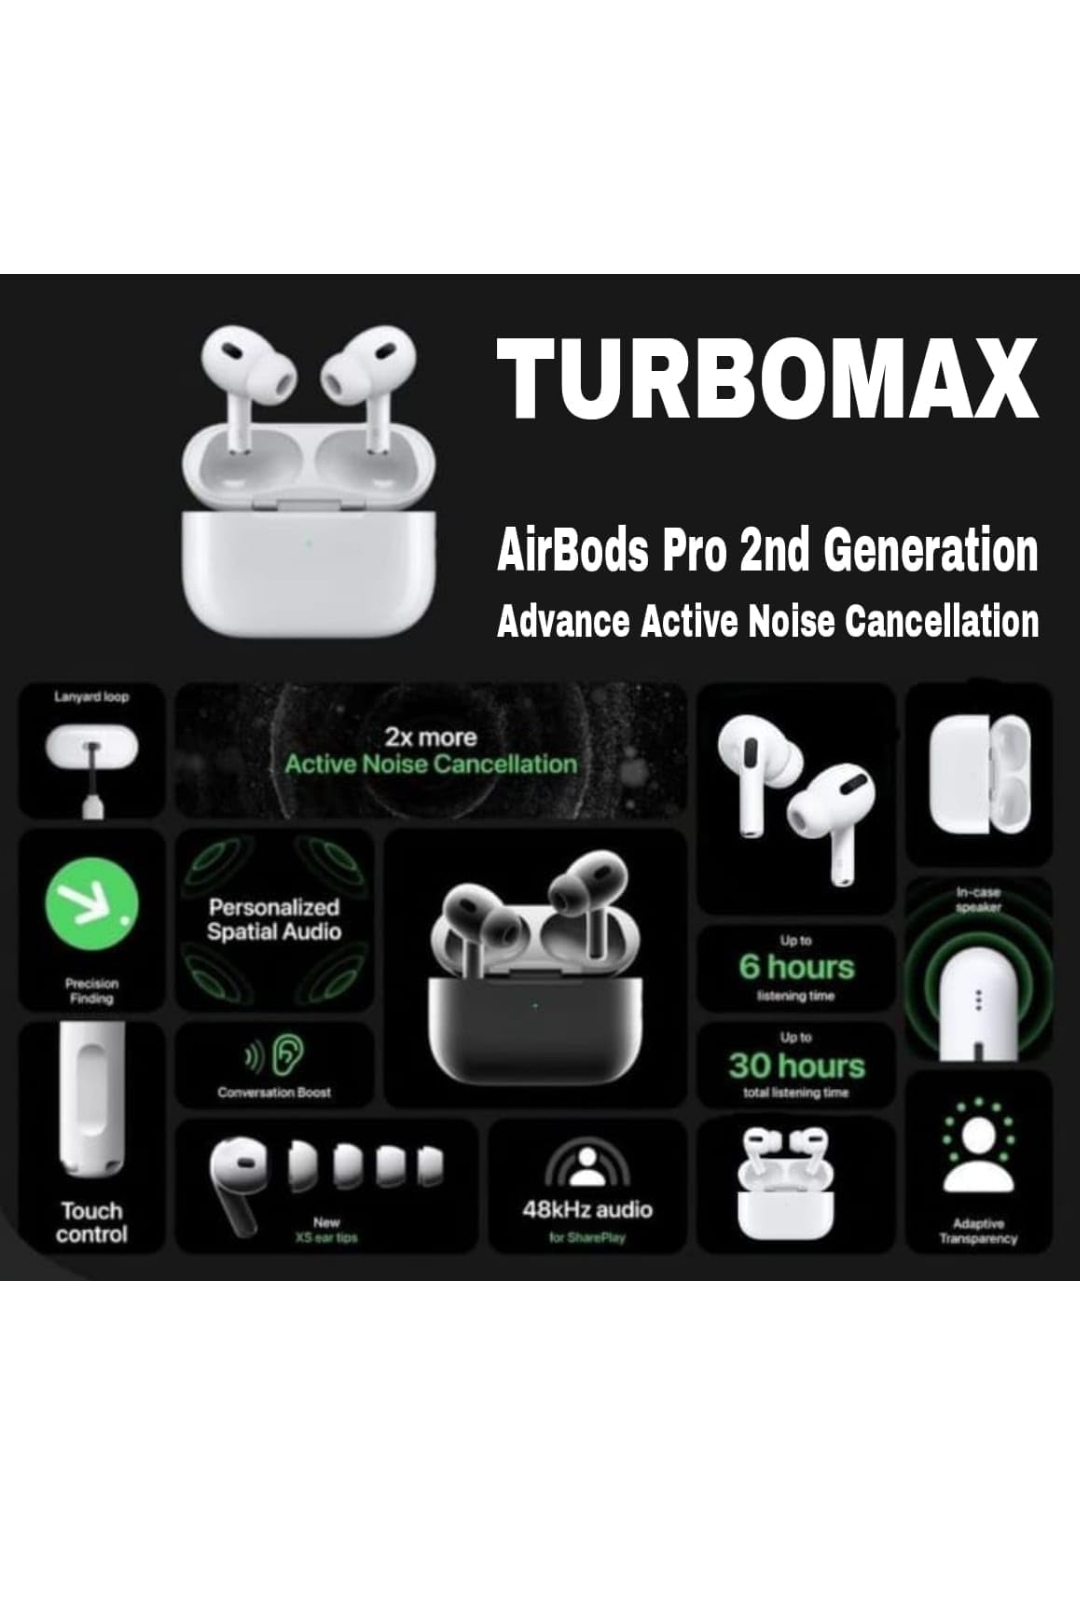 TURBOMAX
AirBods Pro 2nd Generation
Advance Active Noise Cancellation
Lanyard loop
2x more
Active Noise Cancellation
Precision
Finding
Personalized
Spatial Audio
In-case
speaker
Up to
6 hours
listening time
Up to
30 hours
total listening time
Conversation Boost
Touch
control
New
XS ear tips
48kHz audio
for SharePlay
Adaptive
Transparency